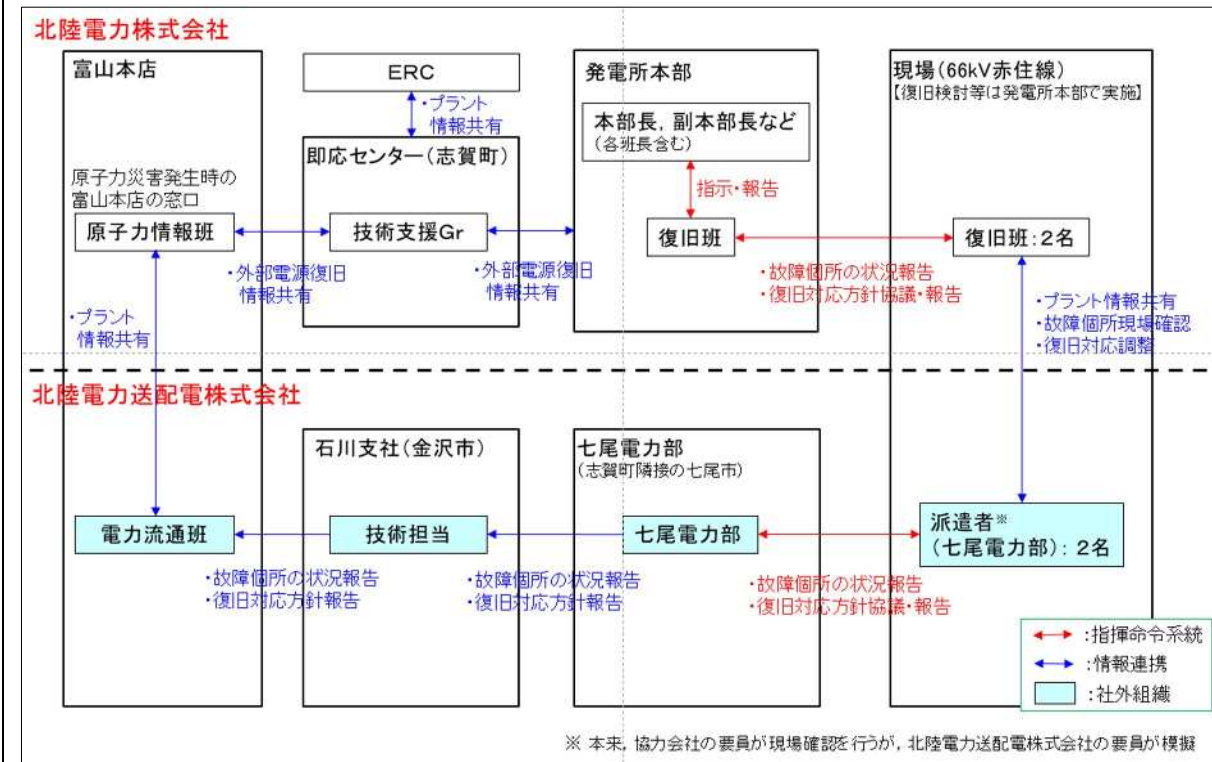 北陸電力株式会社
富山本店
原子力災害発生時の
富山本店の窓口
原子力情報班
・プラント
情報共有
・外部電源復旧
情報共有
ERC
・プラント
情報共有
即応センター(志賀町)
技術支援Gr
・外部電源復旧
情報共有
発電所本部
本部長，副本部長など
(各班長含む)
指示・報告
復旧班
・故障個所の状況報告
・復旧対応方針協議・報告
現場(66kV赤住線)
【復旧検討等は発電所本部で実施】
復旧班:2名
・プラント情報共有
・故障個所現場確認
・復旧対応調整
北陸電力送配電株式会社
電力流通班
・故障個所の状況報告
・復旧対応方針報告
石川支社(金沢市)
技術担当
・故障個所の状況報告
・復旧対応方針報告
七尾電力部
(志賀町隣接の七尾市)
七尾電力部
・故障個所の状況報告
・復旧対応方針協議・報告
派遣者※
(七尾電力部):2名
:指揮命令系統
:情報連携
:社外組織
※ 本来，協力会社の要員が現場確認を行うが，北陸電力送配電株式会社の要員が模擬